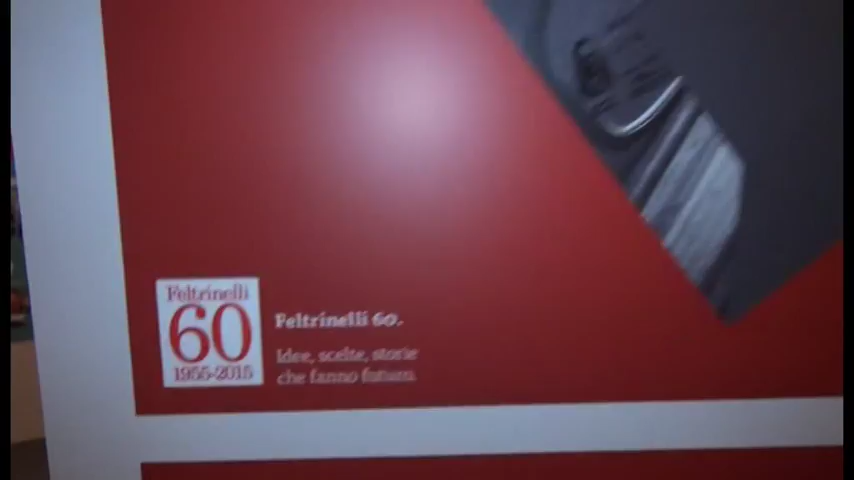 Feltrinelli
60
1955-2015
Feltrinelli 60.
Idee, scelte, storie
che fanno futuro.